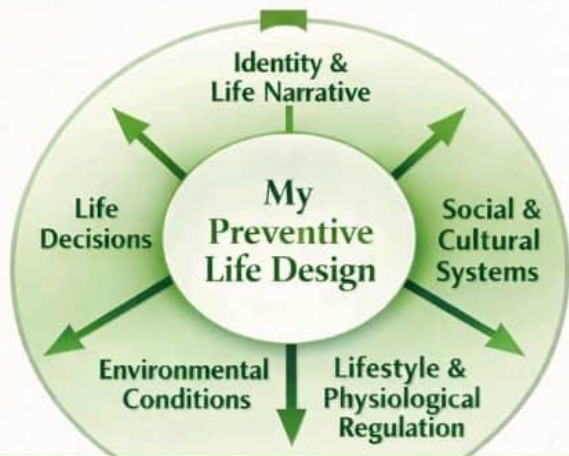 Identity &
Life Narrative
My
Preventive
Life Design
Life
Decisions
Social &
Cultural
Systems
Environmental
Conditions
Lifestyle &
Physiological
Regulation